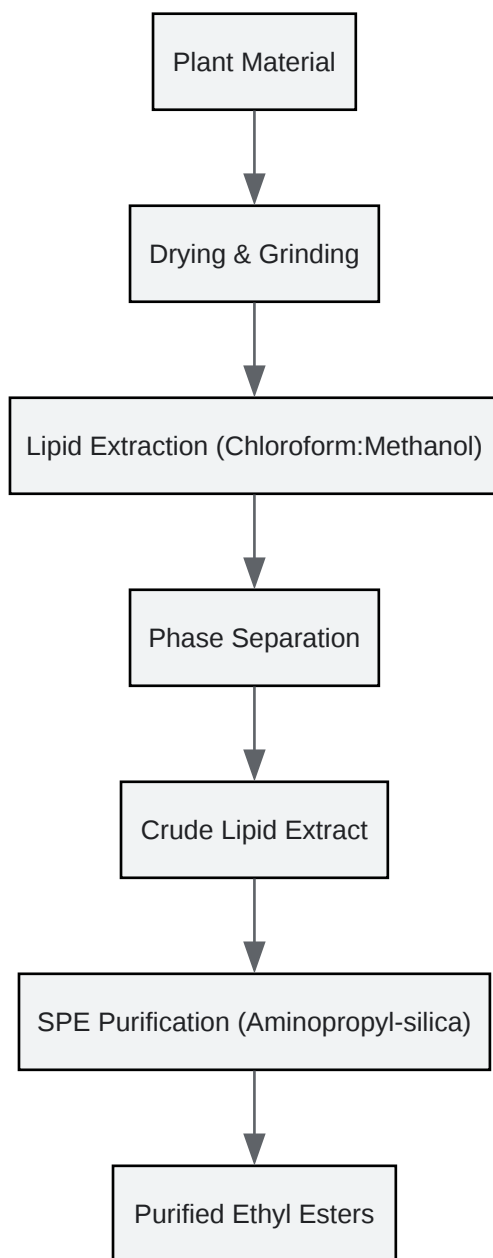 Plant Material
Drying & Grinding
Lipid Extraction (Chloroform:Methanol)
Phase Separation
Crude Lipid Extract
SPE Purification (Aminopropyl-silica)
Purified Ethyl Esters